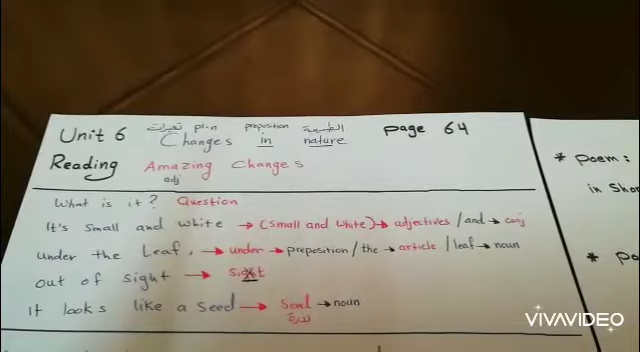 تغيرات pl.n preposition الطبيعة
Unit 6 Changes in nature page 64
Reading Amazing Changes
adj
What is it? Question
It's small and white → (small and white) → adjectives / and → conj
under the Leaf, → under → preposition / the → article / leaf → noun
out of sight → sight
It looks like a seed → seed → noun
بذرة
* poem:
in Shor
* po
VIVAVIDEO